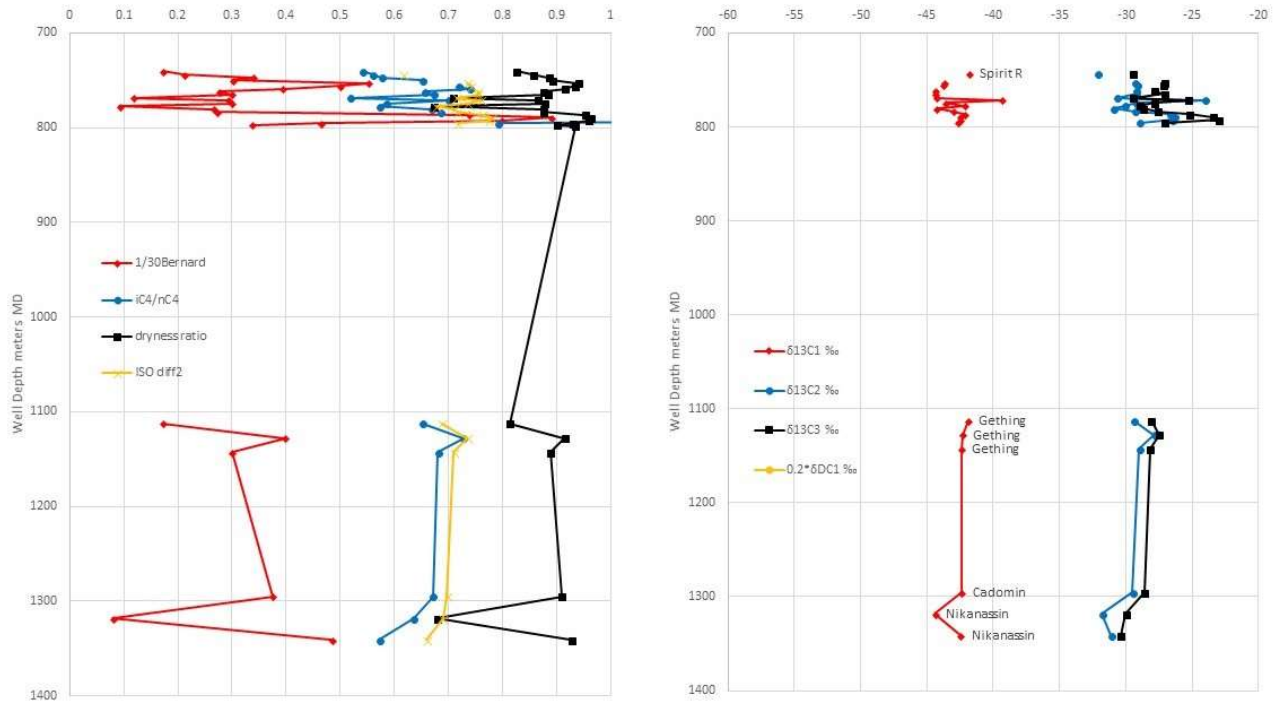 0 0.1 0.2 0.3 0.4 0.5 0.6 0.7 0.8 0.9 1
700
800
900
1000
1100
1200
1300
1400
Well Depth meters MD
1/30Bernard
iC4/nC4
dryness ratio
ISO diff2
-60 -55 -50 -45 -40 -35 -30 -25 -20
700
800
900
1000
1100
1200
1300
1400
Well Depth meters MD
Spirit R
δ13C1 ‰
δ13C2 ‰
δ13C3 ‰
0.2*δDC1 ‰
Gething
Gething
Gething
Cadomin
Nikanassin
Nikanassin